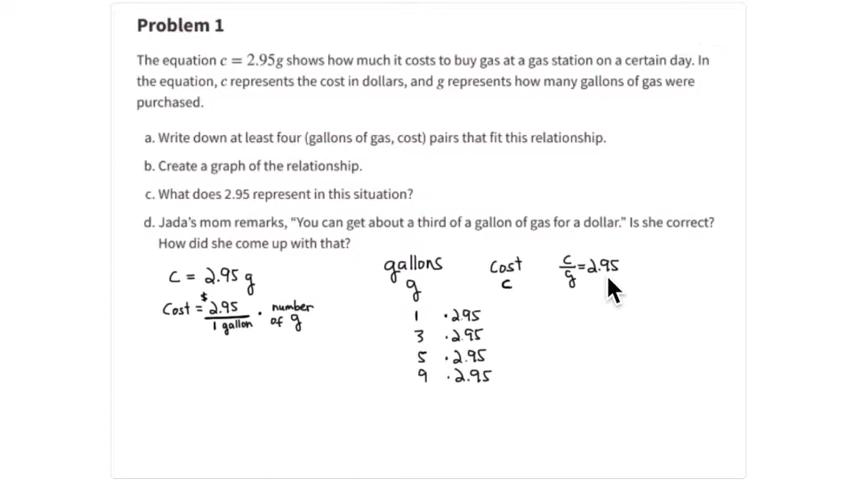 Problem 1
The equation c = 2.95g shows how much it costs to buy gas at a gas station on a certain day. In
the equation, c represents the cost in dollars, and g represents how many gallons of gas were
purchased.
a. Write down at least four (gallons of gas, cost) pairs that fit this relationship.
b. Create a graph of the relationship.
c. What does 2.95 represent in this situation?
d. Jada's mom remarks, "You can get about a third of a gallon of gas for a dollar." Is she correct?
How did she come up with that?
c = 2.95 g
Cost = $2.95/1 gallon · number of g
gallons cost c/g = 2.95
g c
1 · 295
3 · 2.95
5 · 2.95
9 · 2.95